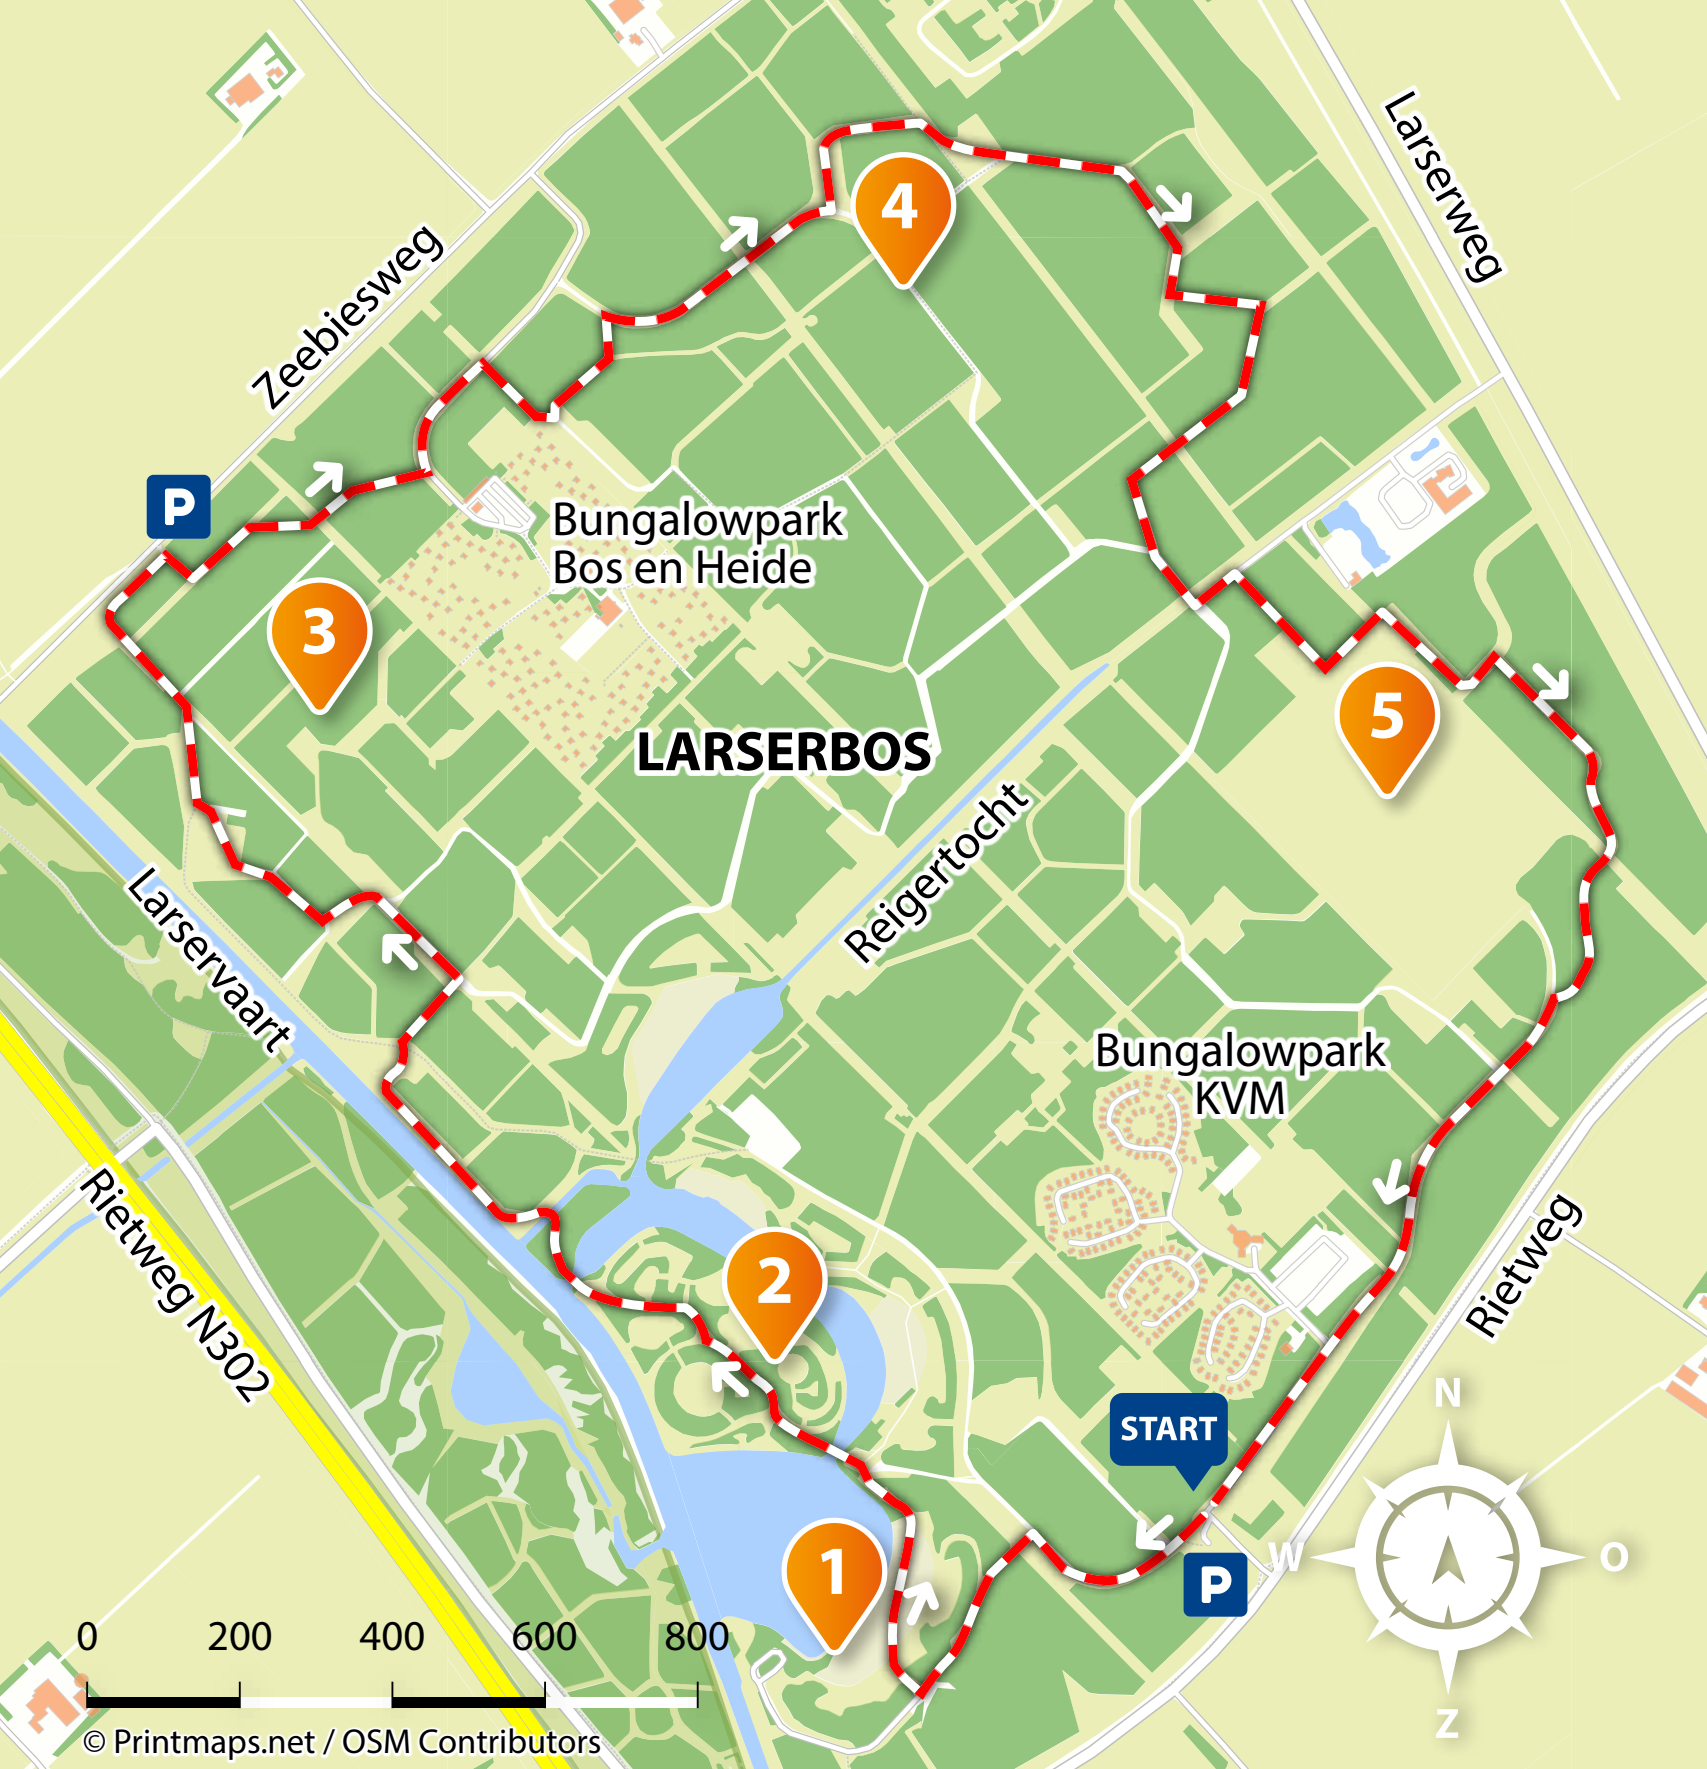 Larserweg
4
Zeebiesweg
P
Bungalowpark
Bos en Heide
3
5
LARSERBOS
Reigertocht
Larservaart
Bungalowpark
KVM
Rietweg N302
Rietweg
2
START
N
W
O
Z
1
P
0 200 400 600 800
© Printmaps.net / OSM Contributors